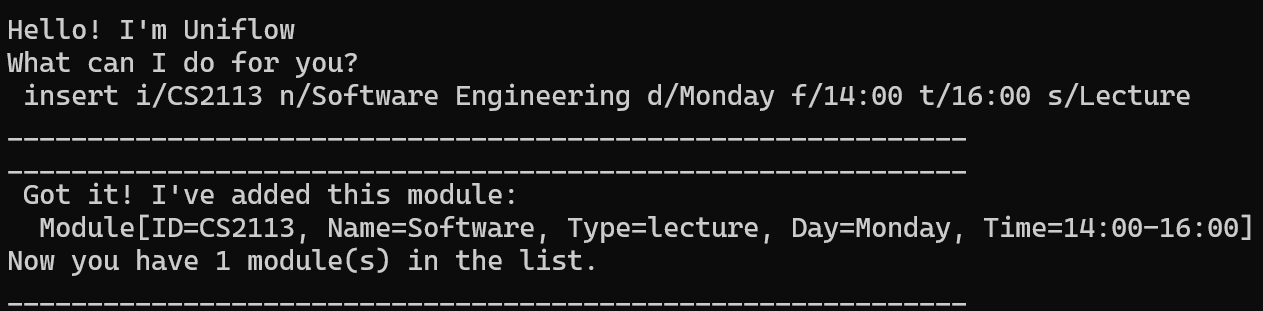 Hello! I'm Uniflow
What can I do for you?
insert i/CS2113 n/Software Engineering d/Monday f/14:00 t/16:00 s/Lecture
____________________________________________________________
____________________________________________________________
Got it! I've added this module:
Module[ID=CS2113, Name=Software, Type=lecture, Day=Monday, Time=14:00-16:00]
Now you have 1 module(s) in the list.
____________________________________________________________